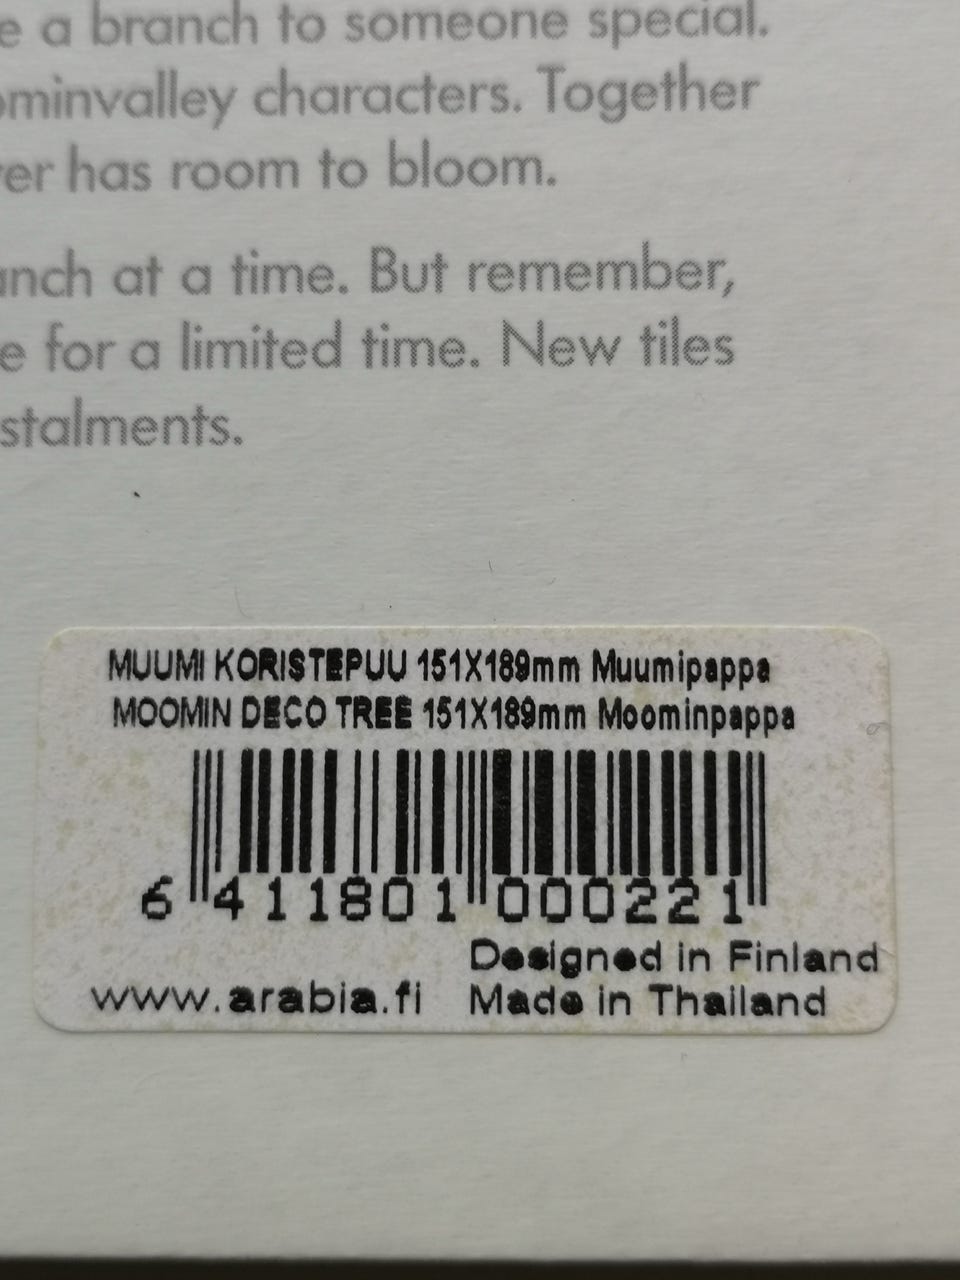 e a branch to someone special.
ominvalley characters. Together
er has room to bloom.
anch at a time. But remember,
e for a limited time. New tiles
stalments.
MUUMI KORISTEPUU 151X189mm Muumipappa
MOOMIN DECO TREE 151X189mm Moominpappa
6 411801 000221
Designed in Finland
www.arabia.fi Made in Thailand